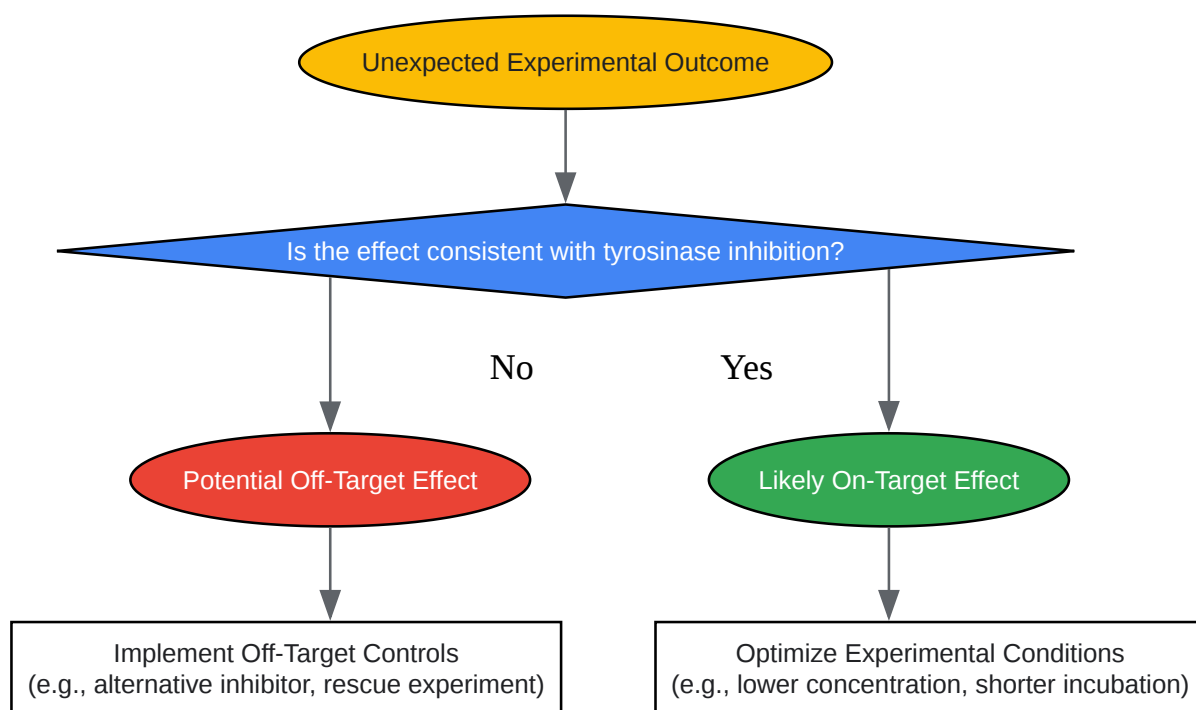 Unexpected Experimental Outcome
Is the effect consistent with tyrosinase inhibition?
No
Yes
Potential Off-Target Effect
Likely On-Target Effect
Implement Off-Target Controls
(e.g., alternative inhibitor, rescue experiment)
Optimize Experimental Conditions
(e.g., lower concentration, shorter incubation)